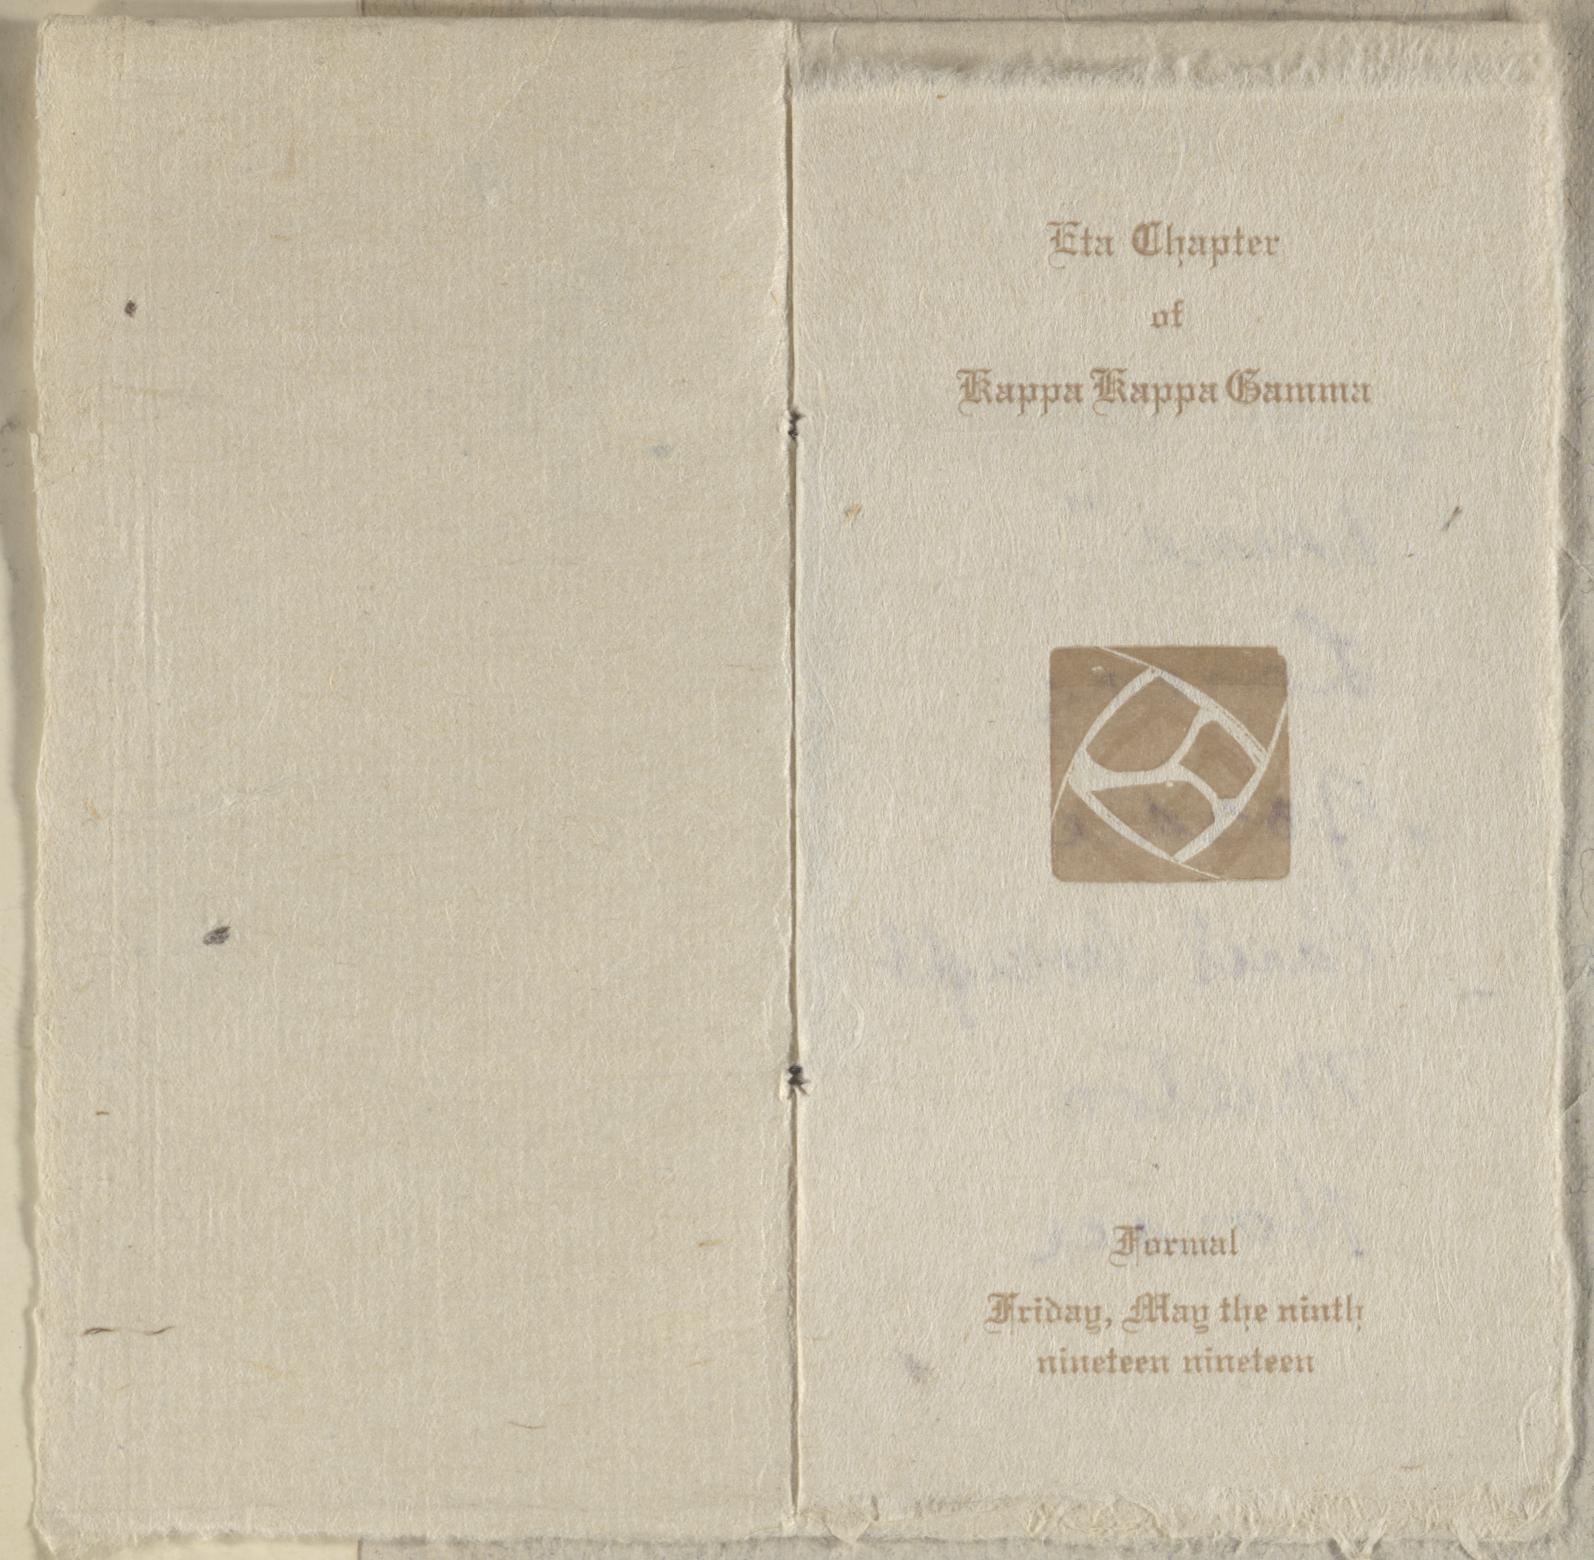 Eta Chapter
of
Kappa Kappa Gamma
Formal
Friday, May the ninth
nineteen nineteen